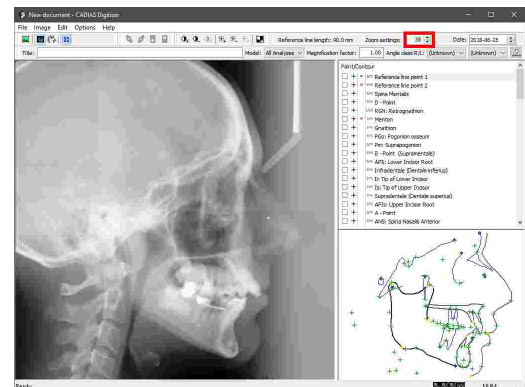 New document - CADIAS Digitizer
File Image Edit Options Help
Reference line length: 40.0 mm Zoom settings: 38 Date: 2018-06-25
Title: Model: All Analyses Magnification factor: 1.00 Angle class R/L: (Unknown) (Unknown)
Point/Contour
Reference line point 1
Reference line point 2
Spina Mentalis
D - Point
RGN: Retrognathion
Menton
Gnathion
PGo: Pogonion osseum
Pm: Suprapogonion
B - Point (Supramentale)
AFI1: Lower Incisor Root
Infradentale (Dentale inferius)
Ii: Tip of Lower Incisor
Is: Tip of Upper Incisor
Supradentale (Dentale superius)
AFIs: Upper Incisor Root
A - Point
ANS: Spina Nasalis Anterior
Ready
NUM